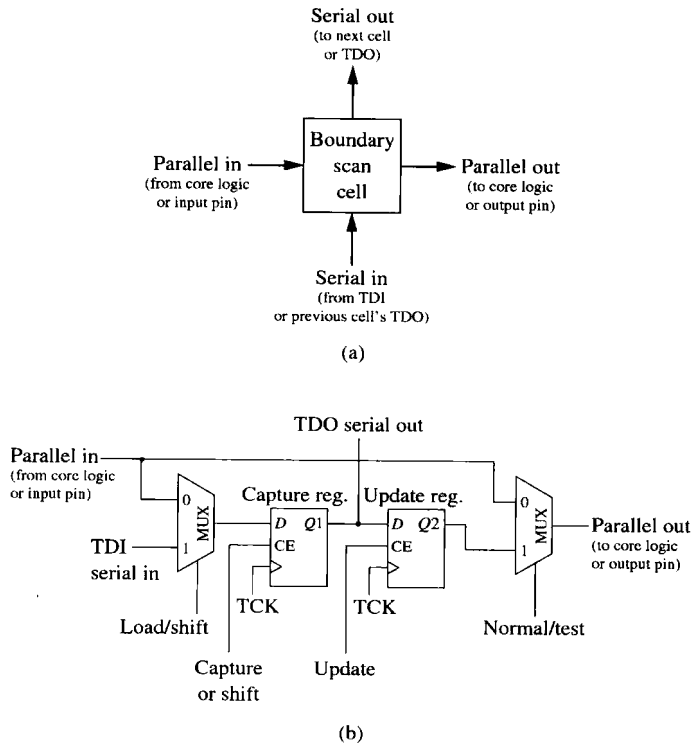 Serial out
(to next cell
or TDO)
Boundary
scan
cell
Parallel in
(from core logic
or input pin)
Parallel out
(to core logic
or output pin)
Serial in
(from TDI
or previous cell's TDO)
(a)
TDO serial out
Parallel in
(from core logic
or input pin)
0
MUX
1
TDI
serial in
Load/shift
Capture reg.
D Q1
CE
TCK
Capture
or shift
Update reg.
D Q2
CE
TCK
Update
0
MUX
1
Normal/test
Parallel out
(to core logic
or output pin)
(b)